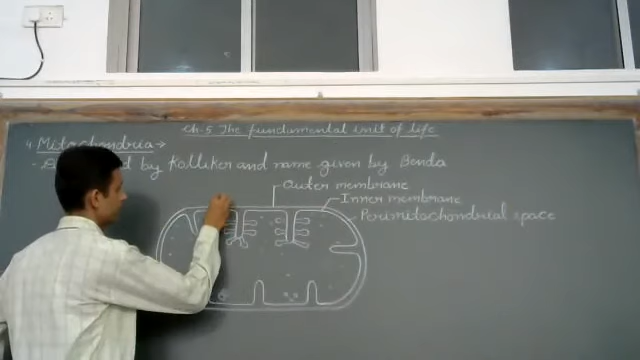 Ch-5 The fundamental unit of life
4. Mitochondria→
- by Kolliker and name given by Benda
Outer membrane
Inner membrane
Perimitochondrial space